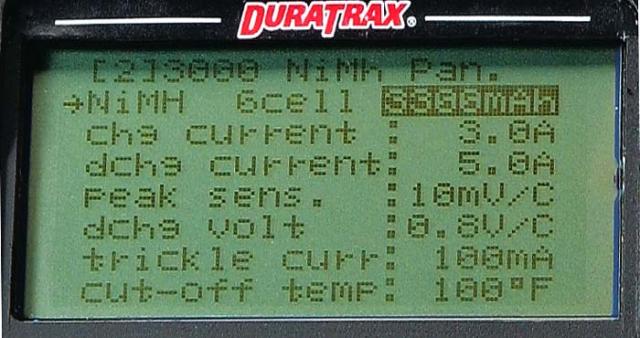 DURATRAX®
[2]3000 NiMh Pan.
→NiMH 6cell
chg current : 3.0A
dchg current: 5.0A
Peak sens. :10mV/C
dchg volt :0.8V/C
trickle curr: 100mA
cut-off temp: 100°F